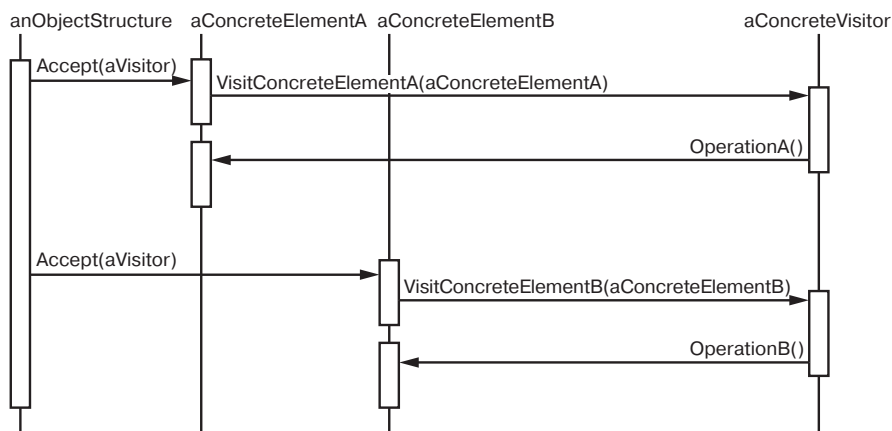 anObjectStructure aConcreteElementA aConcreteElementB aConcreteVisitor
Accept(aVisitor)
VisitConcreteElementA(aConcreteElementA)
OperationA()
Accept(aVisitor)
VisitConcreteElementB(aConcreteElementB)
OperationB()